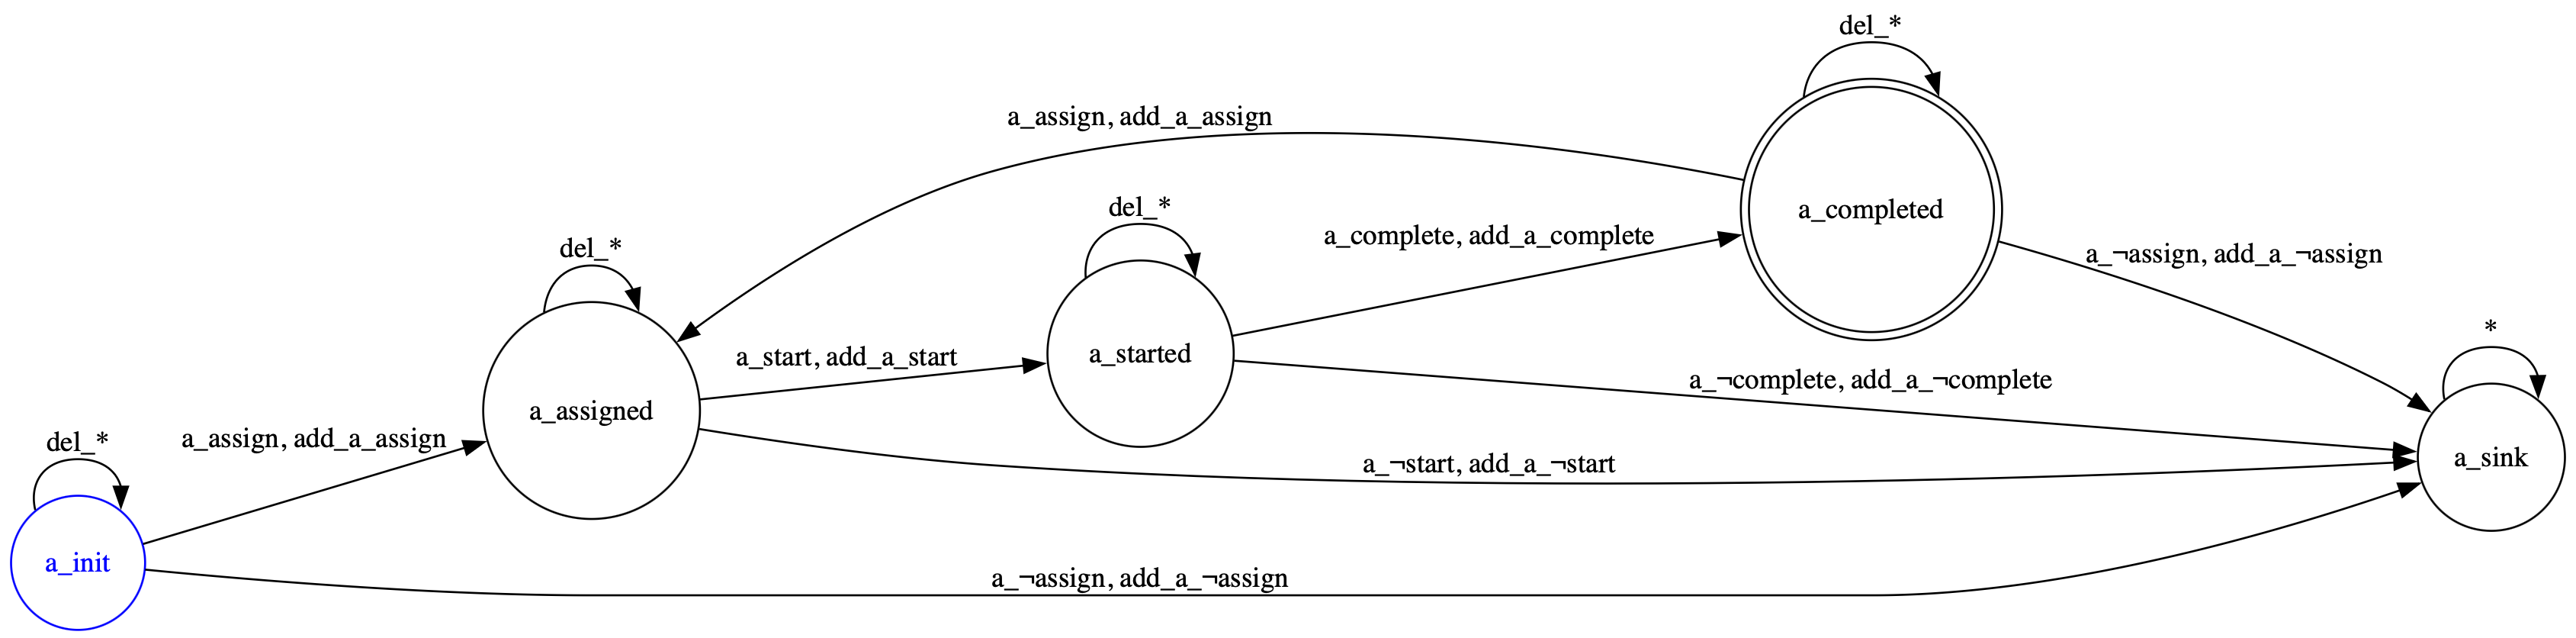 del_*
a_assign, add_a_assign
del_*
a_completed
a_¬assign, add_a_¬assign
del_*
a_complete, add_a_complete
del_*
a_start, add_a_start
a_started
*
a_¬complete, add_a_¬complete
a_assigned
del_*
a_assign, add_a_assign
a_¬start, add_a_¬start
a_sink
a_init
a_¬assign, add_a_¬assign